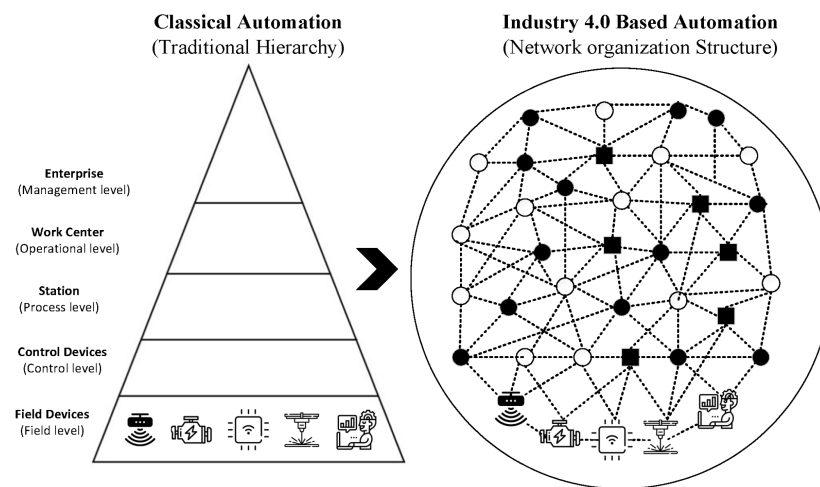 Classical Automation
(Traditional Hierarchy)
Industry 4.0 Based Automation
(Network organization Structure)
Enterprise
(Management level)
Work Center
(Operational level)
Station
(Process level)
Control Devices
(Control level)
Field Devices
(Field level)